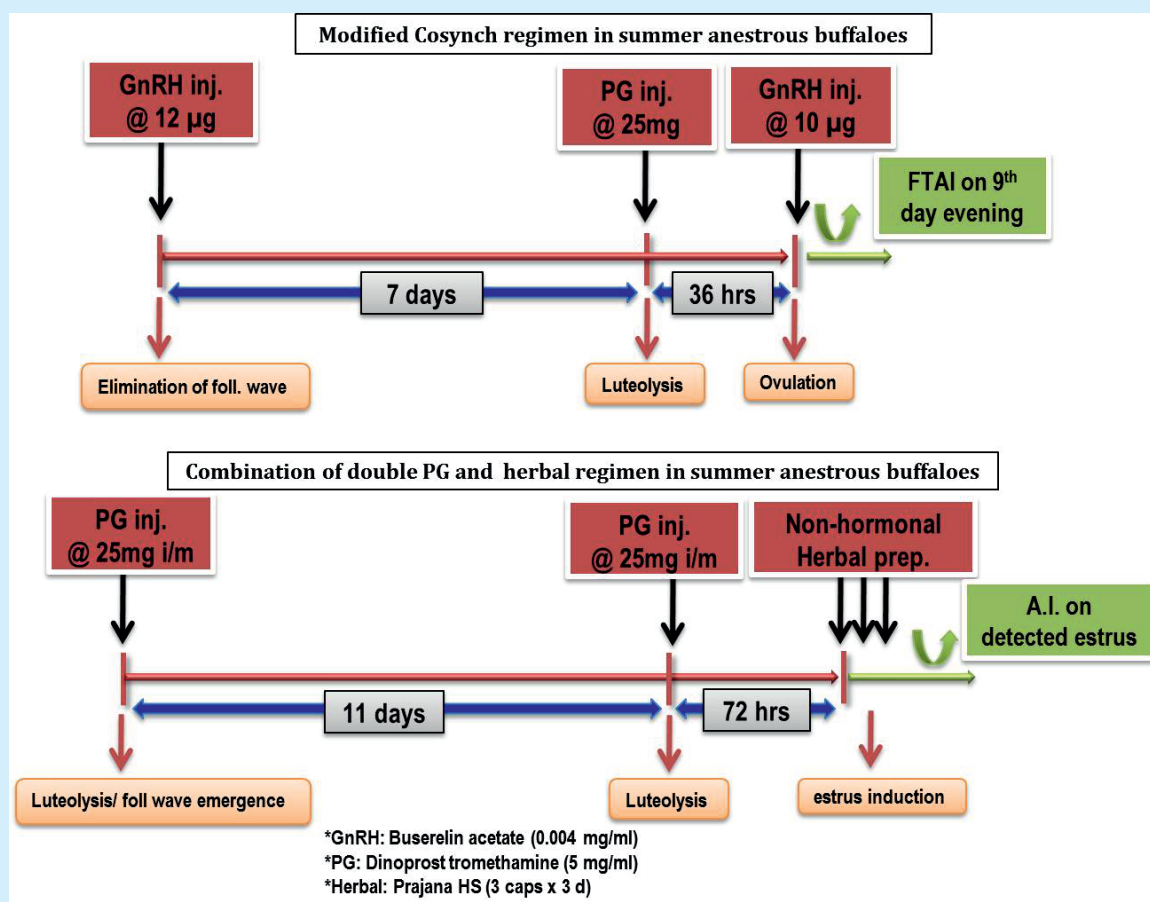 Modified Cosynch regimen in summer anestrous buffaloes
GnRH inj.
@ 12 µg
PG inj.
@ 25mg
GnRH inj.
@ 10 µg
FTAI on 9th
day evening
7 days
36 hrs
Elimination of foll. wave
Luteolysis
Ovulation
Combination of double PG and herbal regimen in summer anestrous buffaloes
PG inj.
@ 25mg i/m
PG inj.
@ 25mg i/m
Non-hormonal
Herbal prep.
A.I. on
detected estrus
11 days
72 hrs
Luteolysis/ foll wave emergence
Luteolysis
estrus induction
*GnRH: Buserelin acetate (0.004 mg/ml)
*PG: Dinoprost tromethamine (5 mg/ml)
*Herbal: Prajana HS (3 caps x 3 d)